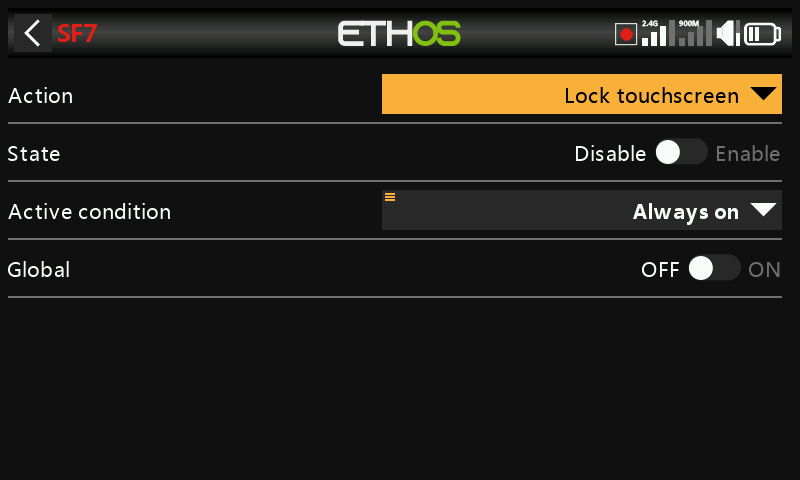 SF7 ETHOS 2.4G 900M
Action Lock touchscreen
State Disable Enable
Active condition Always on
Global OFF ON